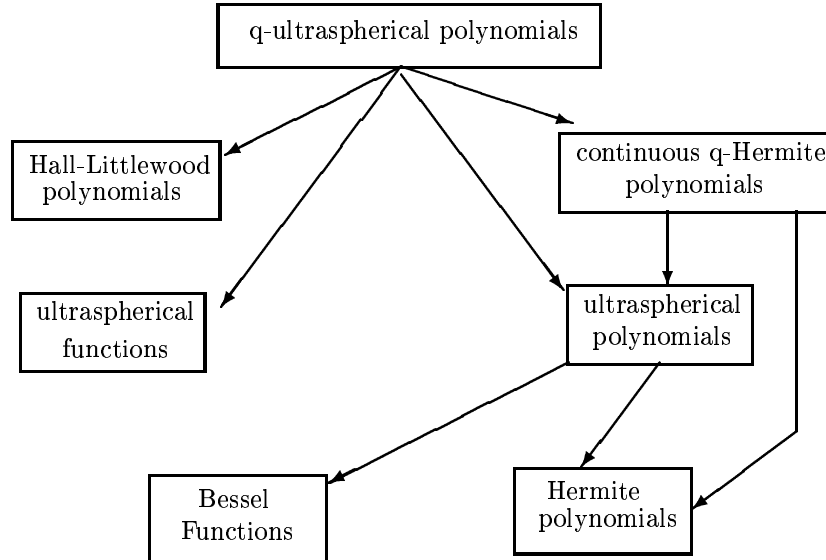 q-ultraspherical polynomials
Hall-Littlewood
polynomials
continuous q-Hermite
polynomials
ultraspherical
functions
ultraspherical
polynomials
Bessel
Functions
Hermite
polynomials